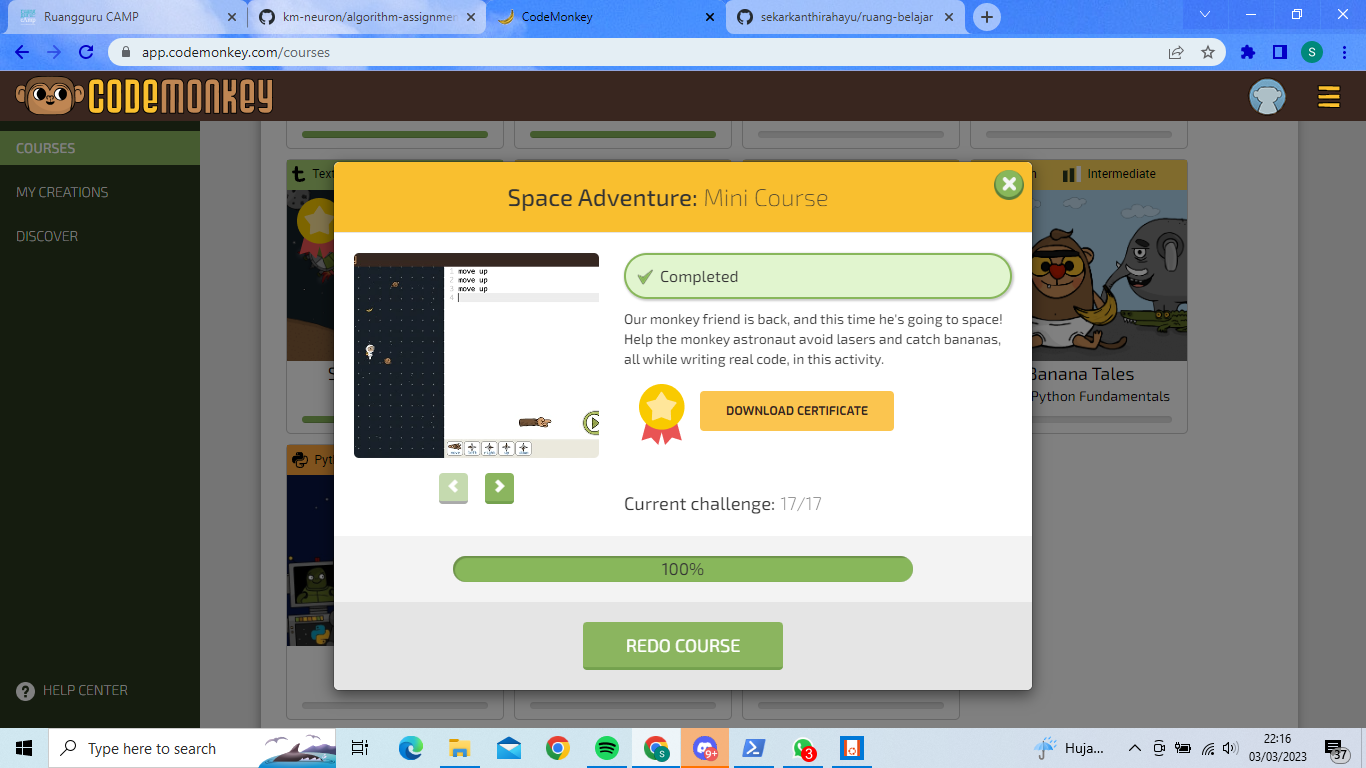 Ruangguru CAMP
km-neuron/algorithm-assignmen
CodeMonkey
sekarkanthirahayu/ruang-belajar
app.codemonkey.com/courses
S
CODEMONKEY
COURSES
MY CREATIONS
DISCOVER
HELP CENTER
t Text
Intermediate
Space Adventure: Mini Course
1 move up
2 move up
3 move up
4
Completed
Our monkey friend is back, and this time he's going to space!
Help the monkey astronaut avoid lasers and catch bananas,
all while writing real code, in this activity.
DOWNLOAD CERTIFICATE
Current challenge: 17/17
100%
REDO COURSE
Banana Tales
Python Fundamentals
Type here to search
S
9+
3
Huja...
22:16
03/03/2023
37